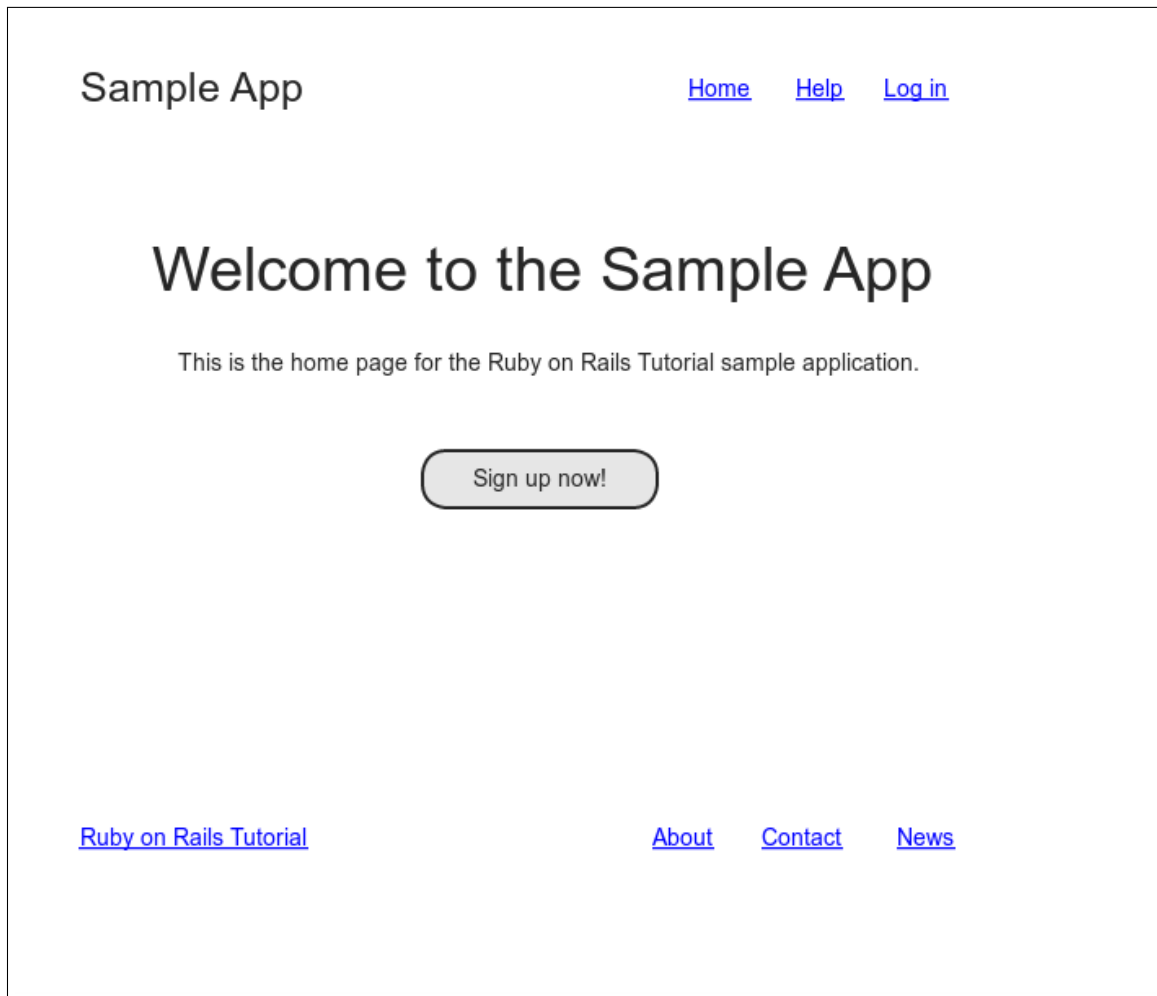 Sample App Home Help Log in
Welcome to the Sample App
This is the home page for the Ruby on Rails Tutorial sample application.
Sign up now!
Ruby on Rails Tutorial About Contact News